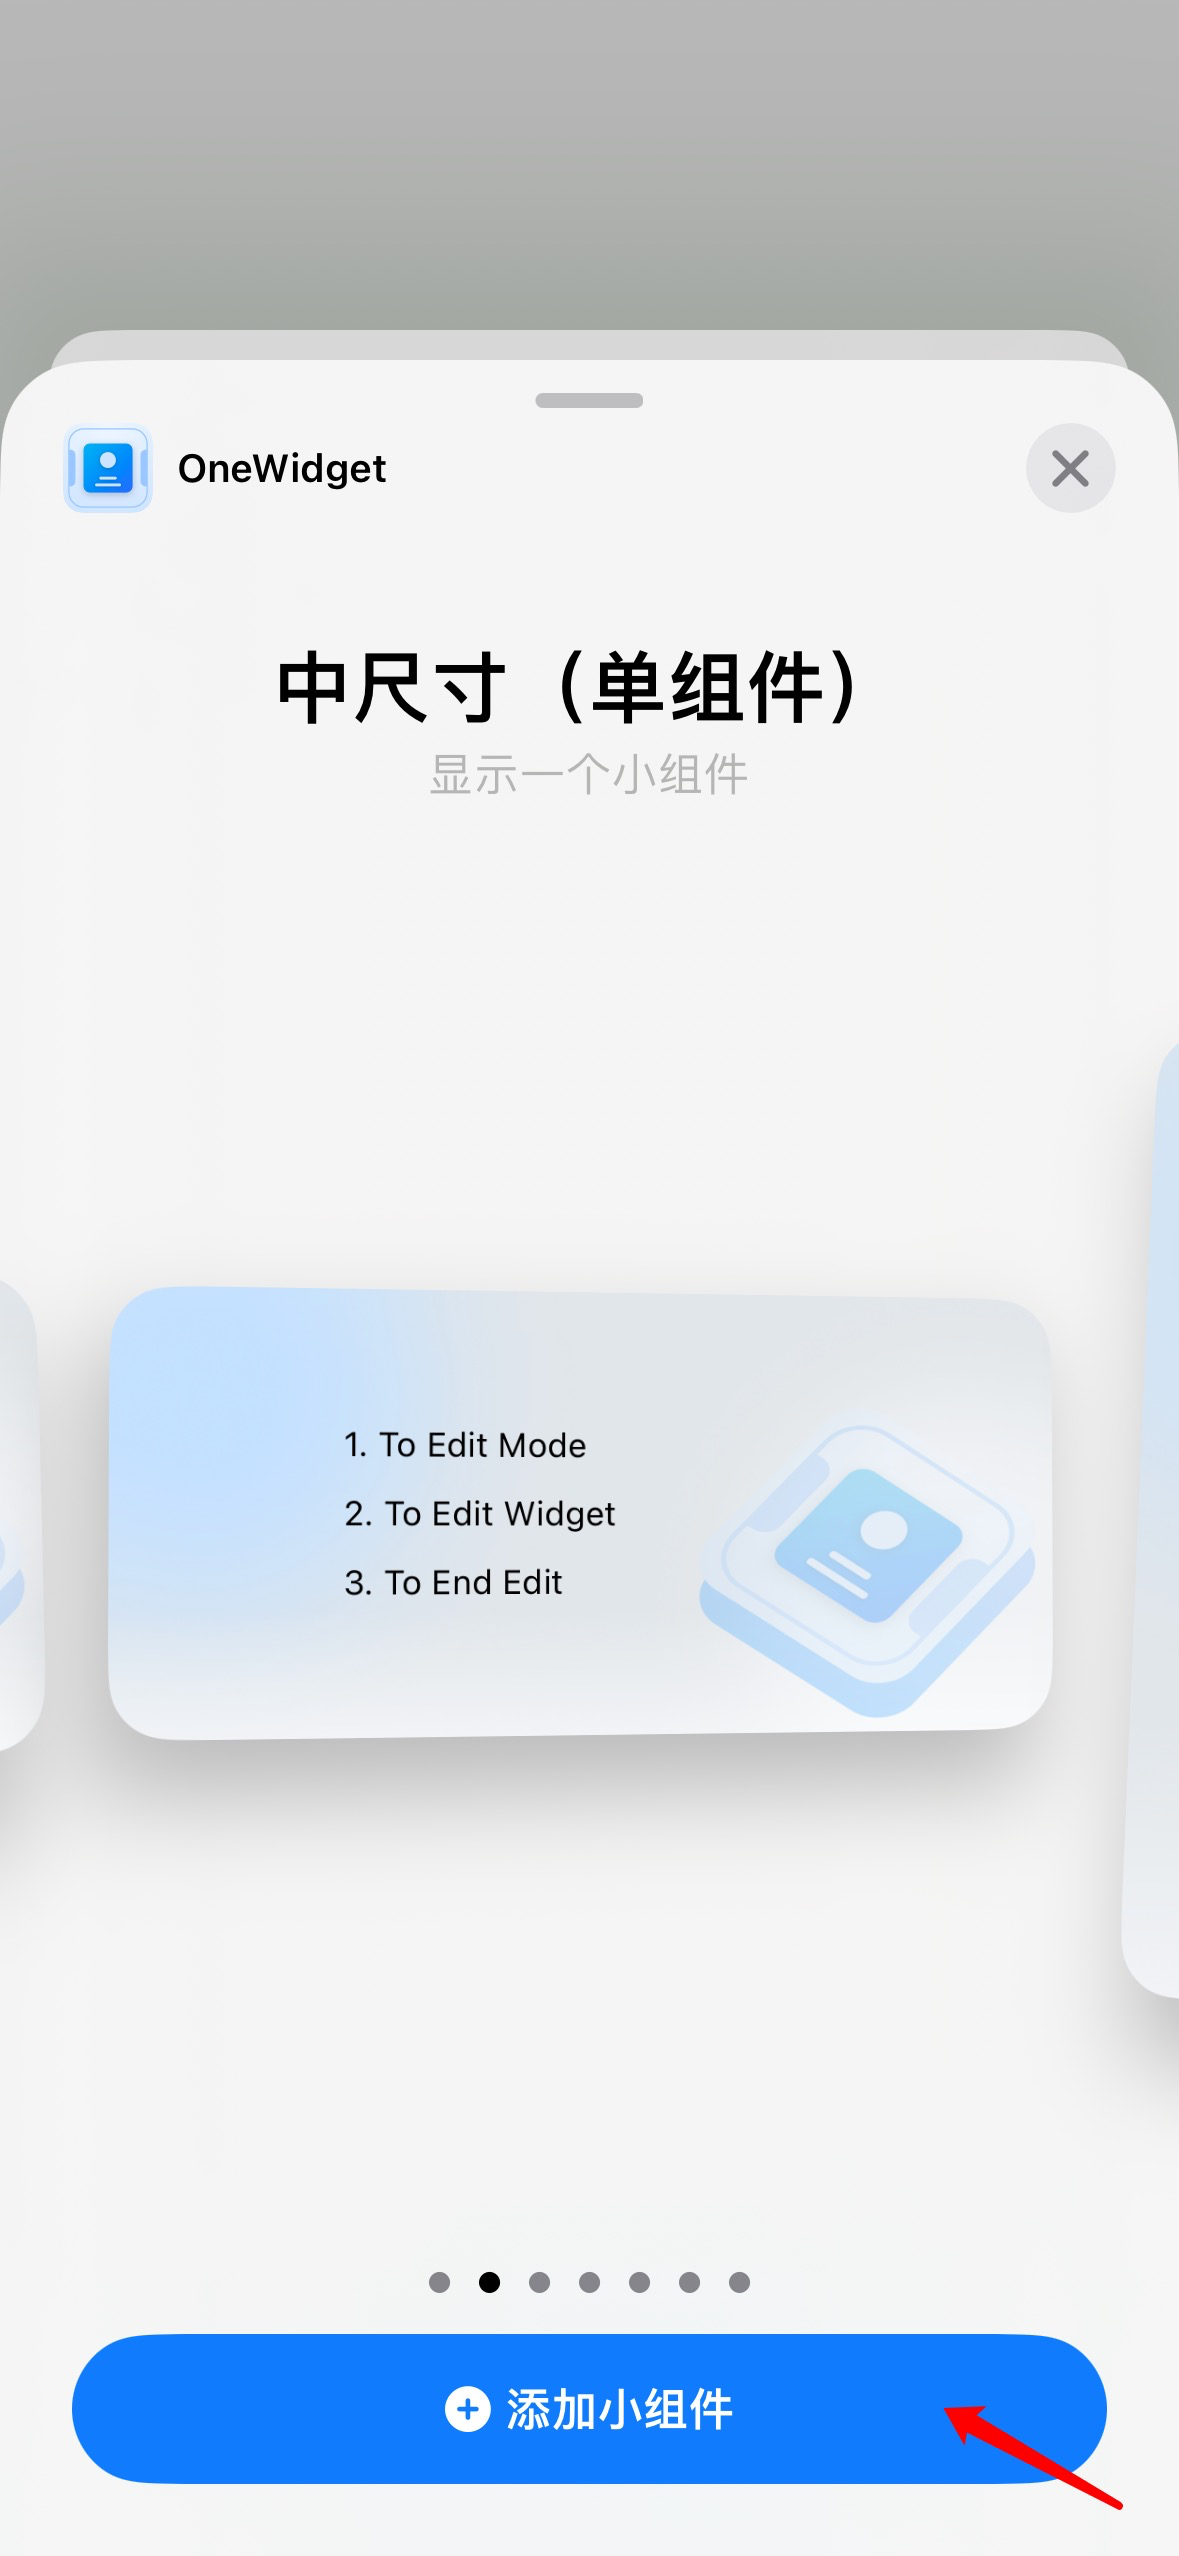 OneWidget
中尺寸（单组件）
显示一个小组件
1. To Edit Mode
2. To Edit Widget
3. To End Edit
添加小组件